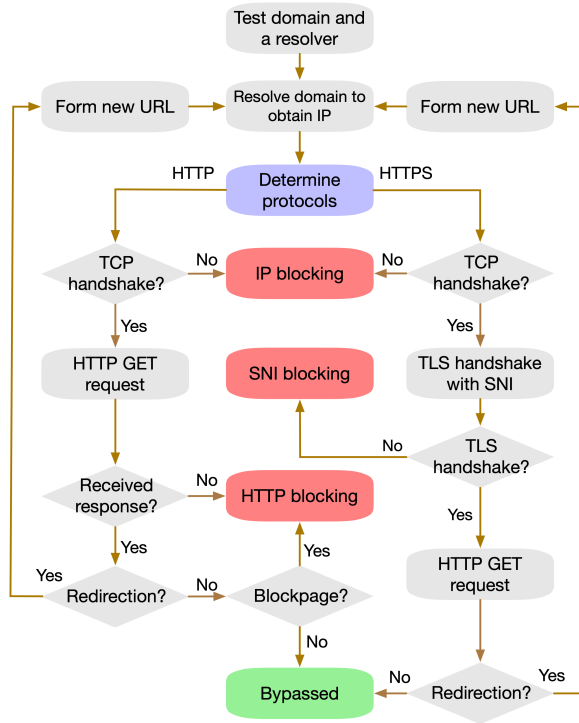 Test domain and
a resolver
Form new URL
Resolve domain to
obtain IP
Form new URL
HTTP
Determine
protocols
HTTPS
TCP
handshake?
No
IP blocking
No
TCP
handshake?
Yes
Yes
HTTP GET
request
SNI blocking
TLS handshake
with SNI
No
TLS
handshake?
Received
response?
No
HTTP blocking
Yes
Yes
Yes
HTTP GET
request
Yes
Redirection?
No
Blockpage?
No
Bypassed
No
Redirection?
Yes